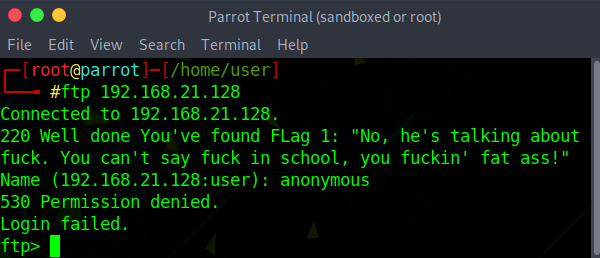 Parrot Terminal (sandboxed or root)
File Edit View Search Terminal Help
┌─[root@parrot]─[/home/user]
└──╼ #ftp 192.168.21.128
Connected to 192.168.21.128.
220 Well done You've found FLag 1: "No, he's talking about
fuck. You can't say fuck in school, you fuckin' fat ass!"
Name (192.168.21.128:user): anonymous
530 Permission denied.
Login failed.
ftp>